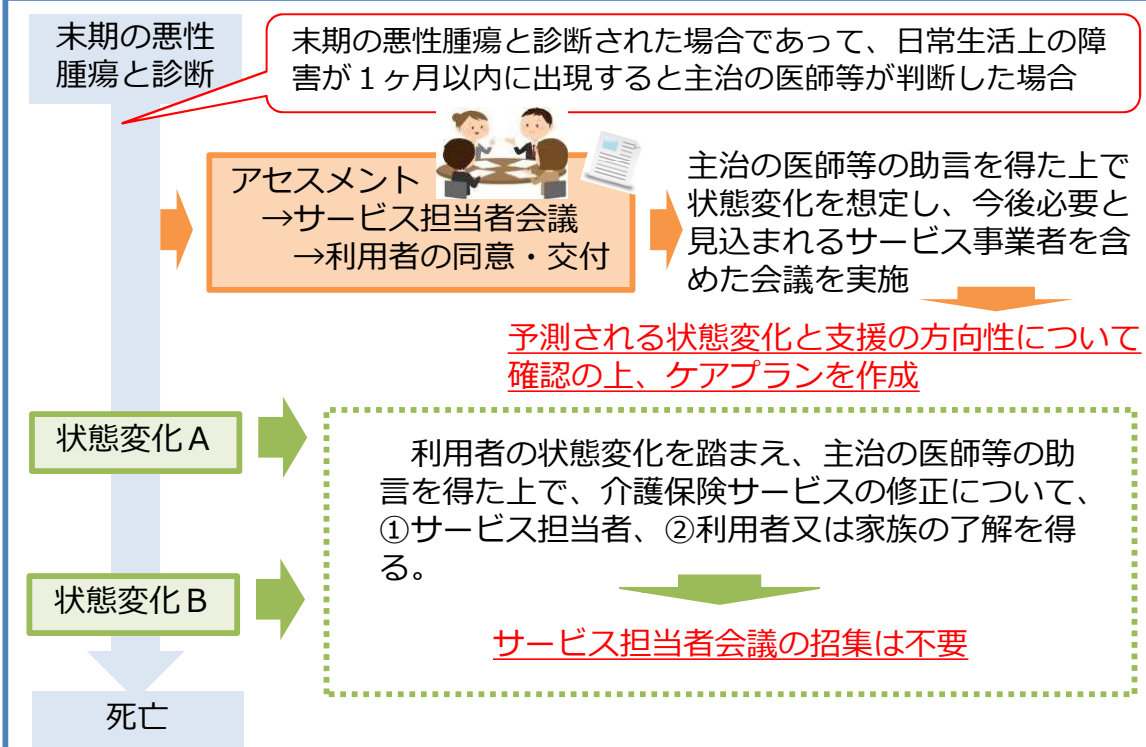 末期の悪性
腫瘍と診断
末期の悪性腫瘍と診断された場合であって、日常生活上の障
害が１ヶ月以内に出現すると主治の医師等が判断した場合
アセスメント
→サービス担当者会議
→利用者の同意・交付
主治の医師等の助言を得た上で
状態変化を想定し、今後必要と
見込まれるサービス事業者を含
めた会議を実施
予測される状態変化と支援の方向性について
確認の上、ケアプランを作成
状態変化Ａ
利用者の状態変化を踏まえ、主治の医師等の助
言を得た上で、介護保険サービスの修正について、
①サービス担当者、②利用者又は家族の了解を得
る。
状態変化Ｂ
サービス担当者会議の招集は不要
死亡